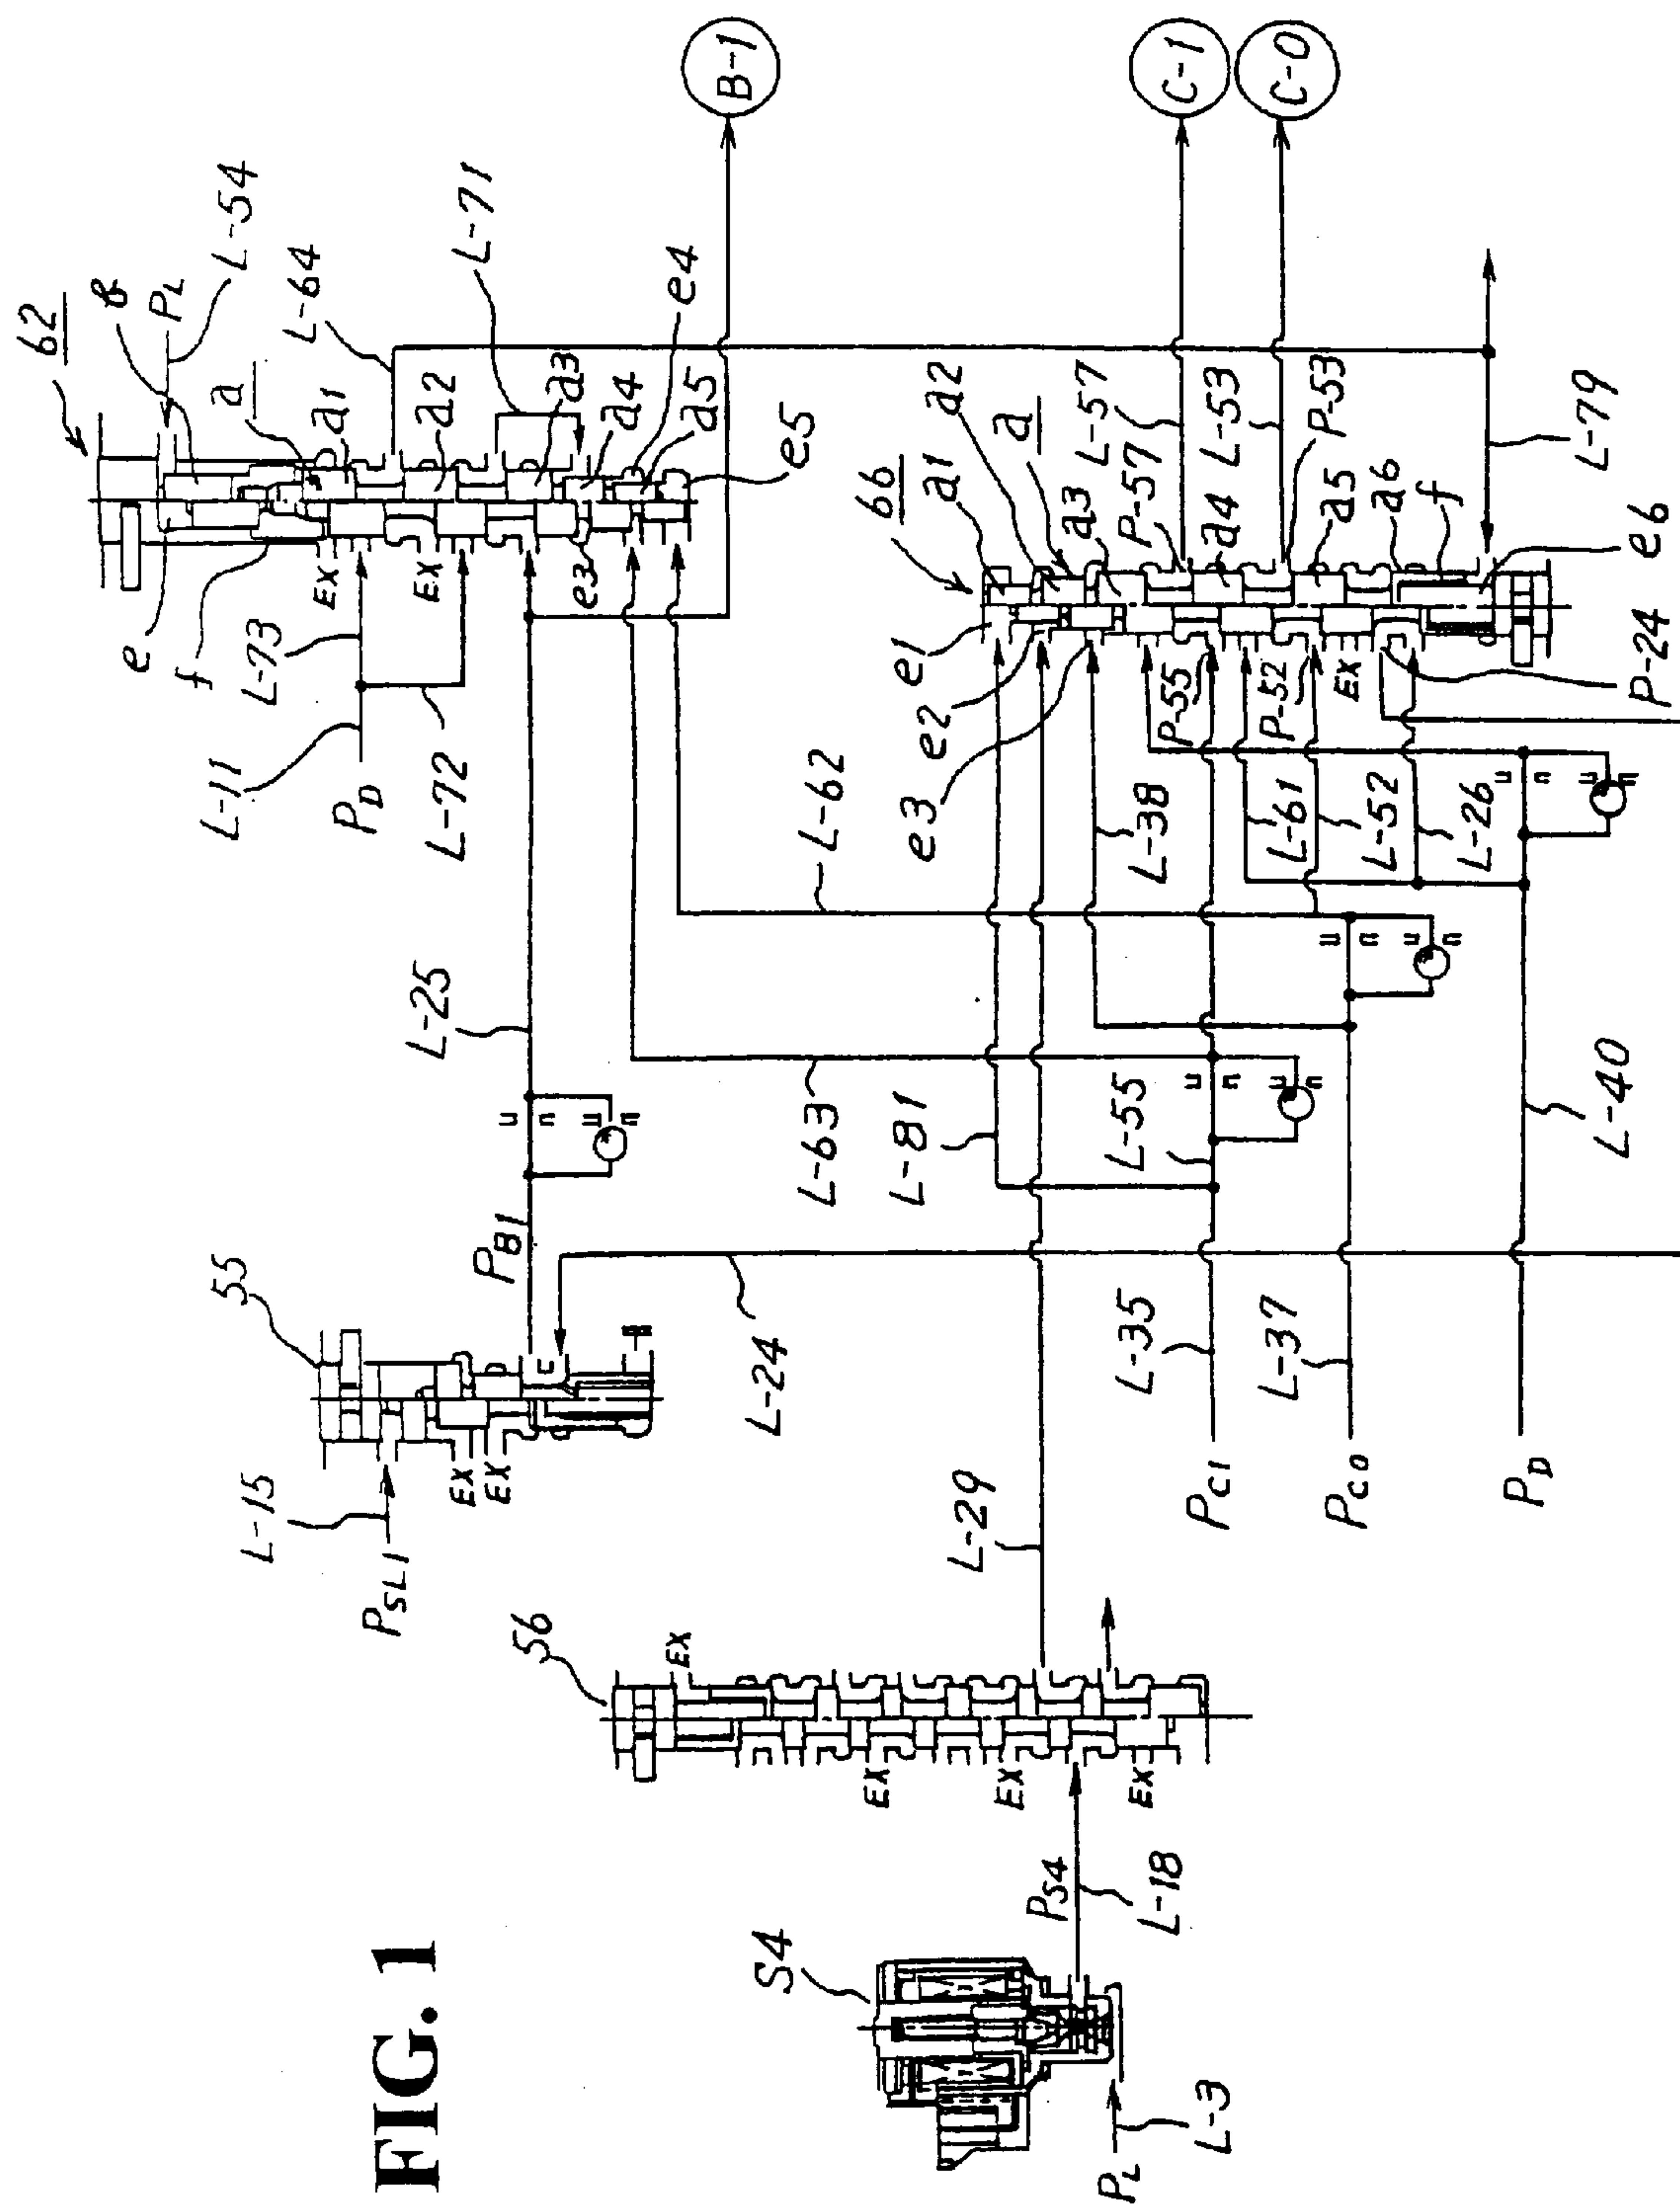 FIG. 1
62
b
PL
L-54
a
L-64
a1
a2
L-71
a3
e4
a4
a5
e5
B-1
e
f
EX
L-73
EX
e3
L-11
PD
L-72
L-25
PB1
55
L-15
PSL1
EX
EX
L-24
L-62
L-63
L-81
66
a1
a2
a
a3
P-57
L-57
C-1
a4
L-53
C-0
P-53
a5
a6
f
L-79
e6
e1
e2
e3
P-55
P-52
EX
P-24
L-38
L-61
L-52
L-26
L-55
L-40
L-35
PC1
L-37
PC0
PD
L-29
56
EX
EX
EX
EX
S4
PS4
L-18
PL
L-3